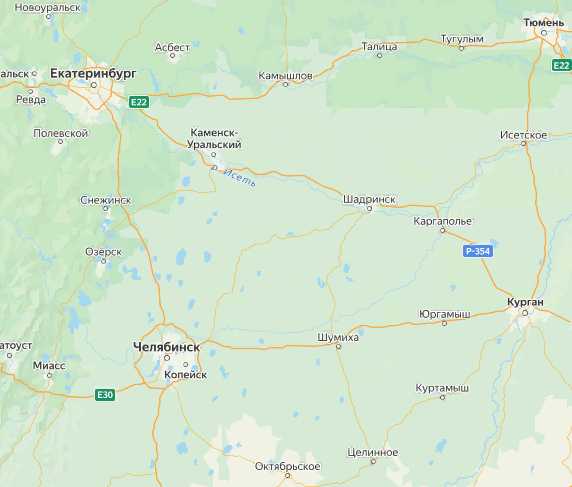 Новоуральск
Тюмень
Асбест
Талица
Тугулым
альск
Екатеринбург
Камышлов
E22
Ревда
E22
Полевской
Каменск-
Уральский
Исетское
р. Исеть
Снежинск
Шадринск
Каргаполье
Озёрск
Р-354
Курган
Юргамыш
Шумиха
атоуст
Челябинск
Миасс
Копейск
E30
Куртамыш
Целинное
Октябрьское